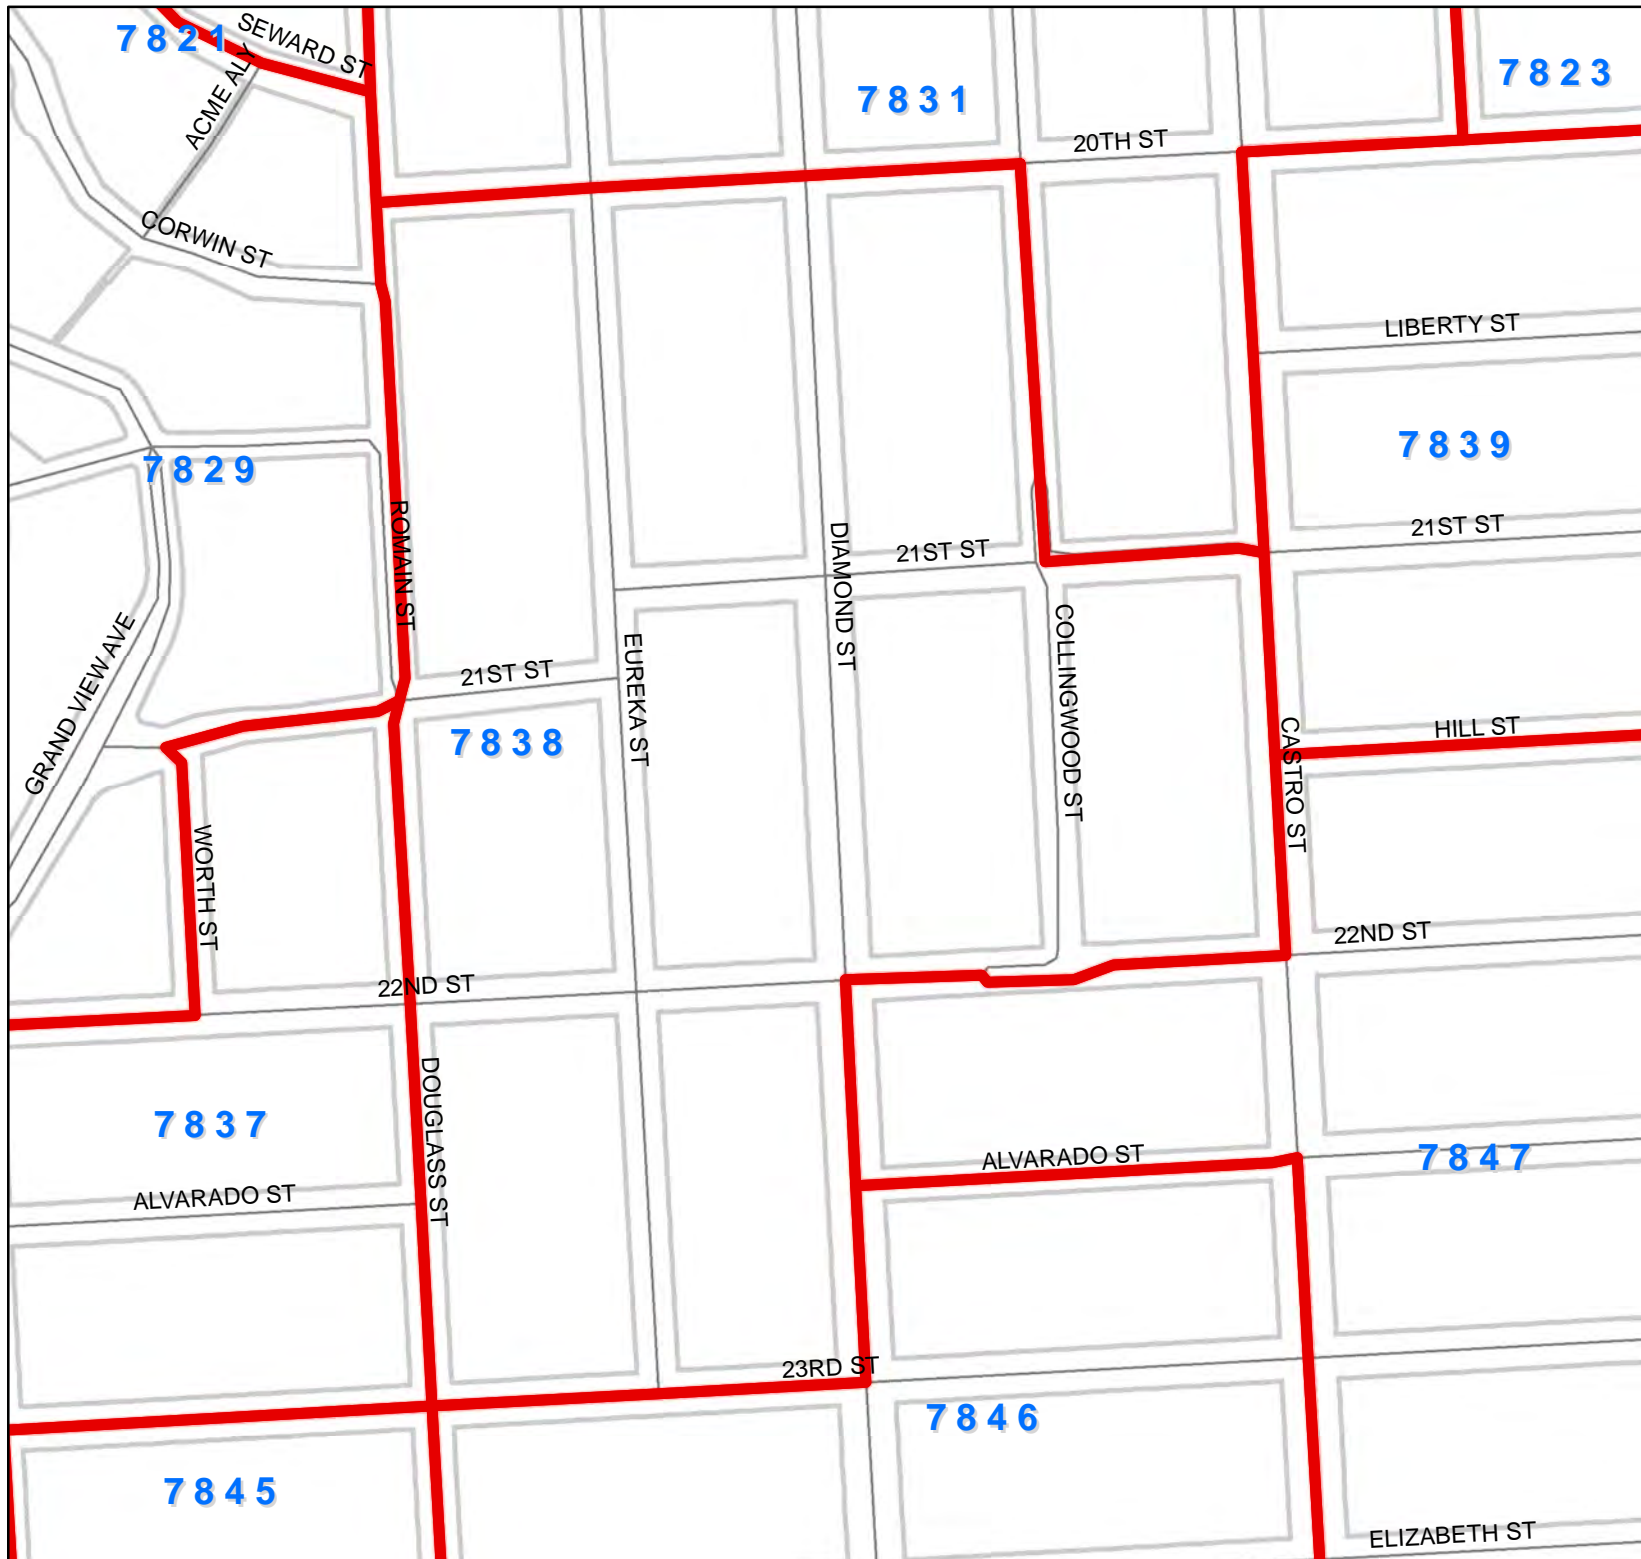 SEWARD ST
7821
7823
7831
ACME ALY
20TH ST
CORWIN ST
LIBERTY ST
7839
7829
21ST ST
ROMAIN ST
DIAMOND ST
21ST ST
COLLINGWOOD ST
GRAND VIEW AVE
EUREKA ST
21ST ST
CASTRO ST
HILL ST
7838
WORTH ST
22ND ST
22ND ST
DOUGLASS ST
7837
ALVARADO ST
7847
ALVARADO ST
23RD ST
7846
7845
ELIZABETH ST